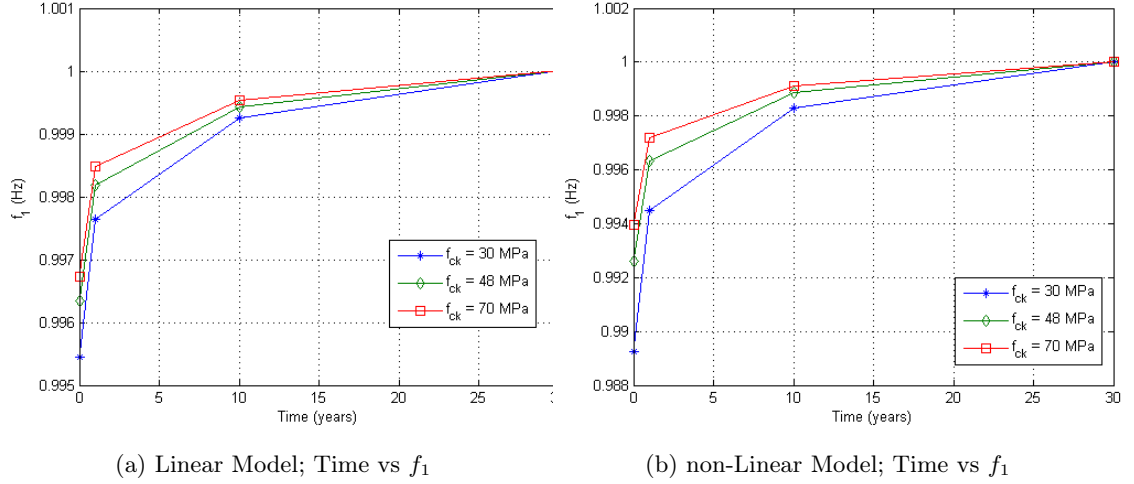 1.001
1
0.999
0.998
0.997
0.996
0.995
f1 (Hz)
0 5 10 15 20 25 3
Time (years)
fck = 30 MPa
fck = 48 MPa
fck = 70 MPa
(a) Linear Model; Time vs f1
1.002
1
0.998
0.996
0.994
0.992
0.99
0.988
f1 (Hz)
0 5 10 15 20 25 30
Time (years)
fck = 30 MPa
fck = 48 MPa
fck = 70 MPa
(b) non-Linear Model; Time vs f1